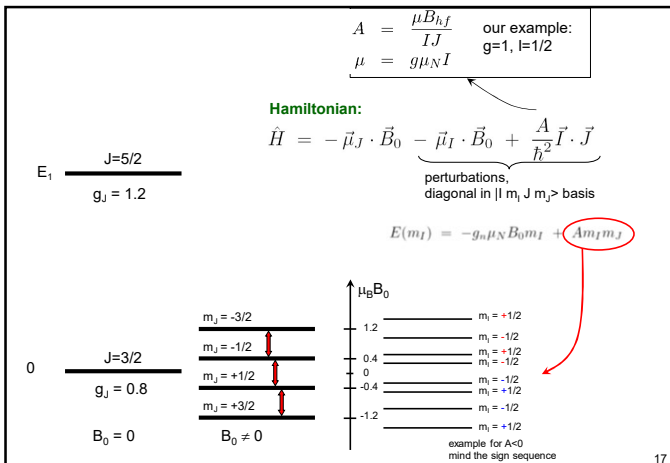 A = μB_hf / IJ
μ = gμ_N I
our example:
g=1, I=1/2
Hamiltonian:
Ĥ = − μ⃗_J · B⃗_0 − μ⃗_I · B⃗_0 + A/ħ² I⃗ · J⃗
perturbations,
diagonal in |I m_I J m_J> basis
E(m_I) = −g_n μ_N B_0 m_I + A m_I m_J
J=5/2
E_1
g_J = 1.2
J=3/2
0
g_J = 0.8
B_0 = 0
m_J = -3/2
m_J = -1/2
m_J = +1/2
m_J = +3/2
B_0 ≠ 0
μ_B B_0
1.2
0.4
0
-0.4
-1.2
m_I = +1/2
m_I = -1/2
m_I = +1/2
m_I = -1/2
m_I = -1/2
m_I = +1/2
m_I = -1/2
m_I = +1/2
example for A<0
mind the sign sequence
17